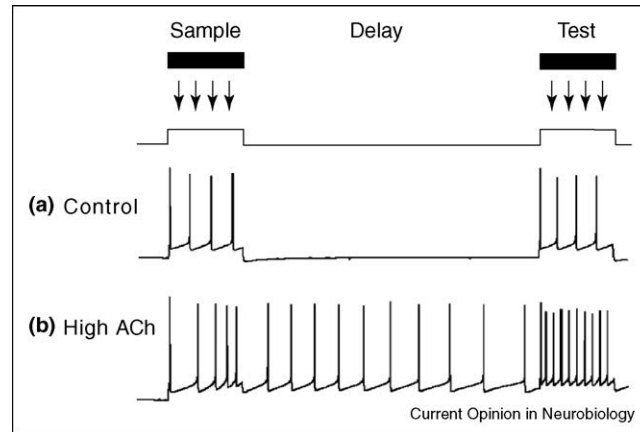 Sample Delay Test
(a) Control
(b) High ACh
Current Opinion in Neurobiology